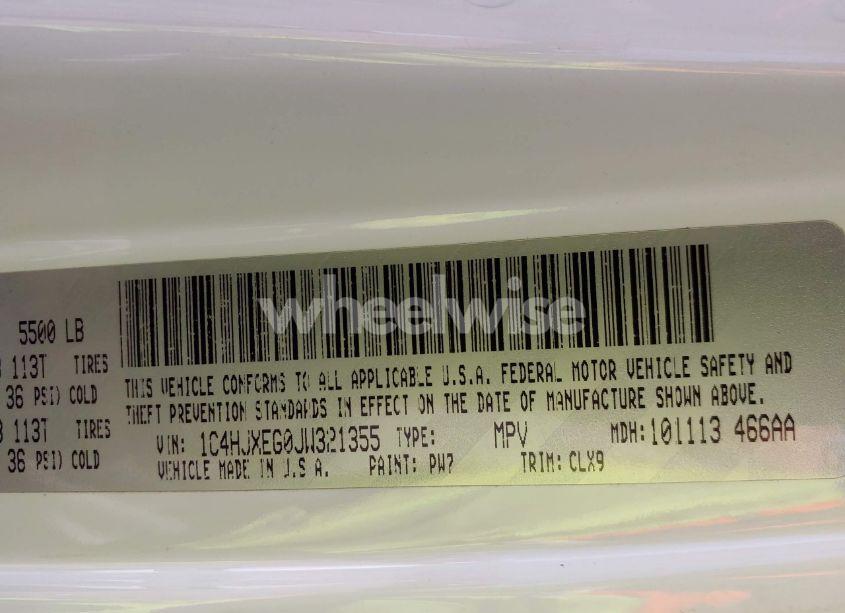 5500 LB
113T TIRES
36 PSI) COLD
113T TIRES
36 PSI) COLD
wheelwise
THIS VEHICLE CONFORMS TO ALL APPLICABLE U.S.A. FEDERAL MOTOR VEHICLE SAFETY AND
THEFT PREVENTION STANDARDS IN EFFECT ON THE DATE OF MANUFACTURE SHOWN ABOVE.
VIN: 1C4HJXEG0JW321355 TYPE: MPV MDH: 101113 466AA
VEHICLE MADE IN U.S.A. PAINT: PW7 TRIM: CLX9